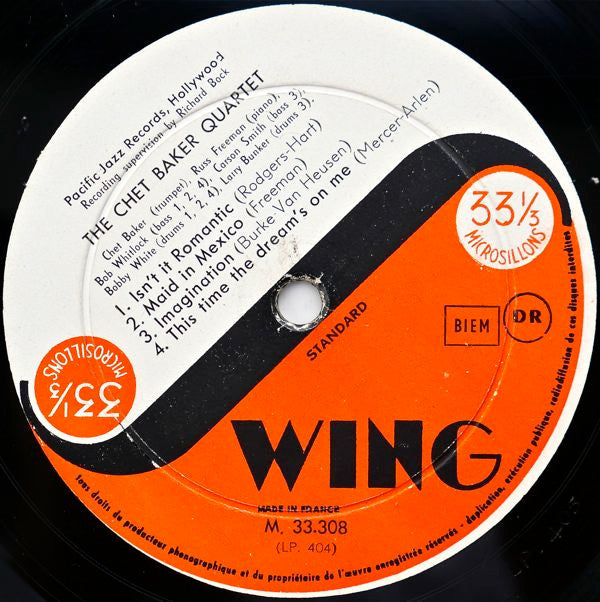 Pacific Jazz Records, Hollywood
Recording supervision by Richard Bock
THE CHET BAKER QUARTET
Chet Baker (trumpet), Russ Freeman (piano),
Bob Whitlock (bass 1, 2, 4), Carson Smith (bass 3),
Bobby White (drums 1, 2, 4), Larry Bunker (drums 3).
1. Isn't it Romantic (Rodgers-Hart)
2. Maid in Mexico (Freeman)
3. Imagination (Burke Van Heusen)
4. This time the dream's on me (Mercer-Arlen)
33⅓
MICROSILLONS
33⅓
MICROSILLONS
STANDARD
BIEM
DR
WING
MADE IN FRANCE
M. 33.308
(LP. 404)
tous droits du producteur phonographique et du propriétaire de l'œuvre enregistrée réservés - duplication, exécution publique, radiodiffusion de ces disques interdites